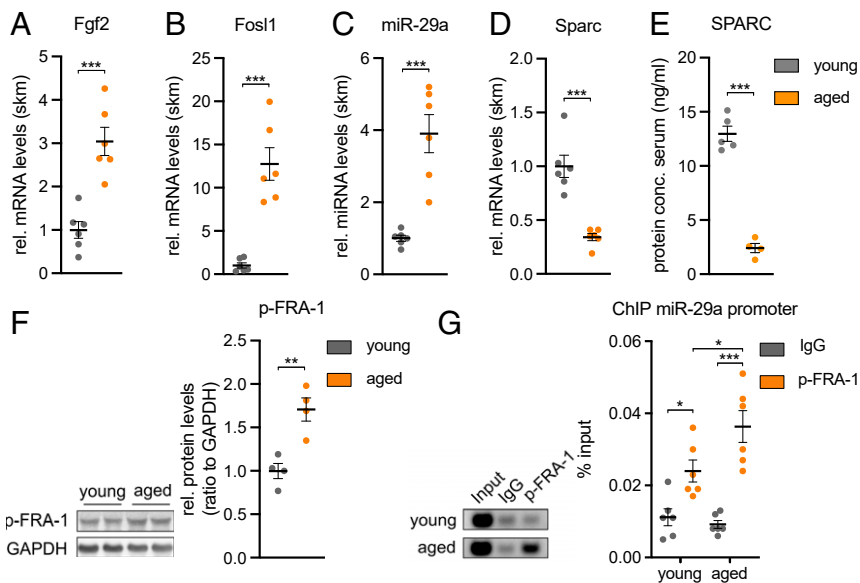 A
Fgf2
rel. mRNA levels (skm)
5
4
3
2
1
0
***
B
Fosl1
rel. mRNA levels (skm)
25
20
15
10
5
0
***
C
miR-29a
rel. miRNA levels (skm)
6
4
2
0
***
D
Sparc
rel. mRNA levels (skm)
2.0
1.5
1.0
0.5
0.0
***
E
SPARC
protein conc. serum (ng/ml)
20
15
10
5
0
***
young
aged
F
young aged
p-FRA-1
GAPDH
p-FRA-1
rel. protein levels
(ratio to GAPDH)
2.5
2.0
1.5
1.0
0.5
0.0
**
young
aged
G
Input IgG p-FRA-1
young
aged
ChIP miR-29a promoter
% input
0.06
0.04
0.02
0.00
*
*
***
young aged
IgG
p-FRA-1